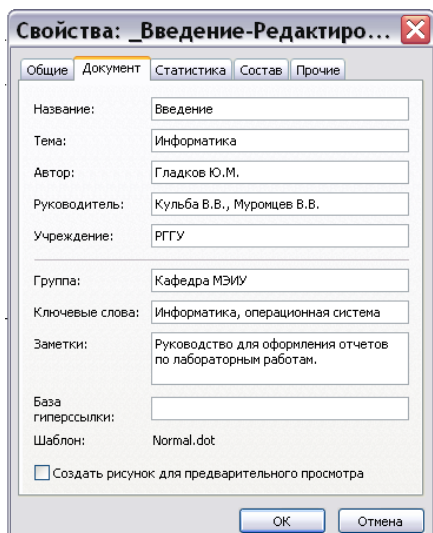 Свойства: _Введение-Редактиро...
Общие Документ Статистика Состав Прочие
Название: Введение
Тема: Информатика
Автор: Гладков Ю.М.
Руководитель: Кульба В.В., Муромцев В.В.
Учреждение: РГГУ
Группа: Кафедра МЭИУ
Ключевые слова: Информатика, операционная система
Заметки: Руководство для оформления отчетов
по лабораторным работам.
База
гиперссылки:
Шаблон: Normal.dot
Создать рисунок для предварительного просмотра
ОК Отмена